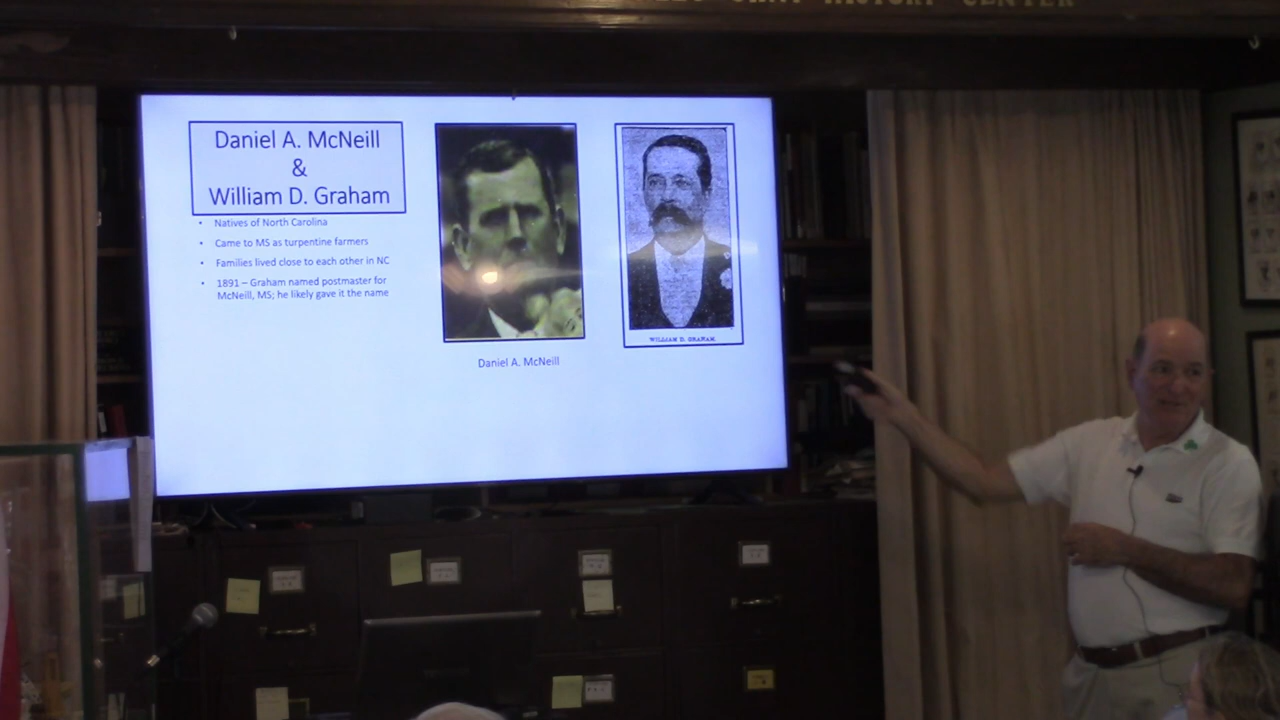 HISTORY CENTER
Daniel A. McNeill
&
William D. Graham
• Natives of North Carolina
• Came to MS as turpentine farmers
• Families lived close to each other in NC
• 1891 – Graham named postmaster for
McNeill, MS; he likely gave it the name
Daniel A. McNeill
WILLIAM D. GRAHAM.